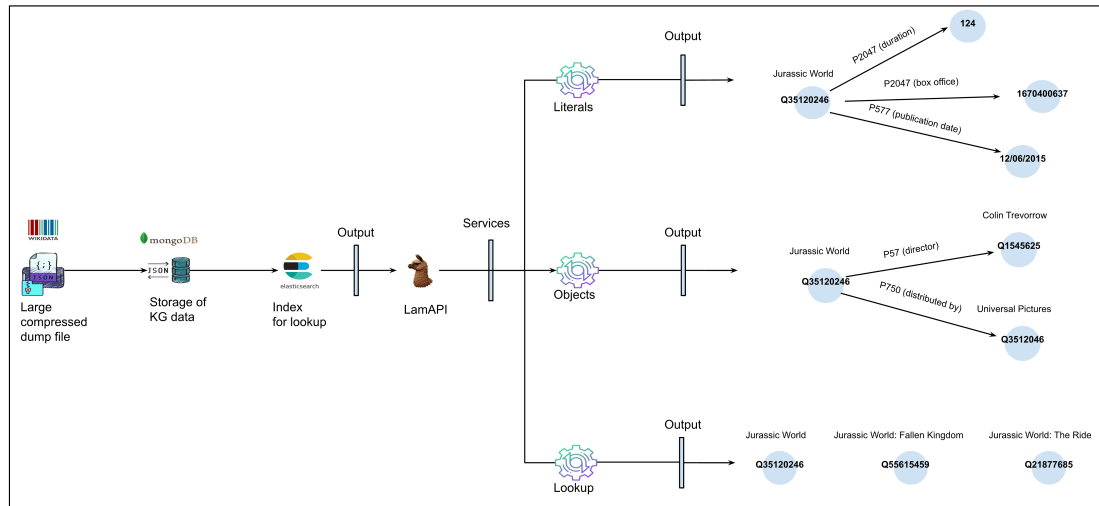 WIKIDATA
{;}
JSON
Large
compressed
dump file
mongoDB
JSON
Storage of
KG data
elasticsearch
Index
for lookup
Output
LamAPI
Services
Literals
Output
Jurassic World
Q35120246
P2047 (duration)
124
P2047 (box office)
1670400637
P577 (publication date)
12/06/2015
Objects
Output
Jurassic World
Q35120246
P57 (director)
Colin Trevorrow
Q1545625
P750 (distributed by)
Universal Pictures
Q3512046
Lookup
Output
Jurassic World
Q35120246
Jurassic World: Fallen Kingdom
Q55615459
Jurassic World: The Ride
Q21877685